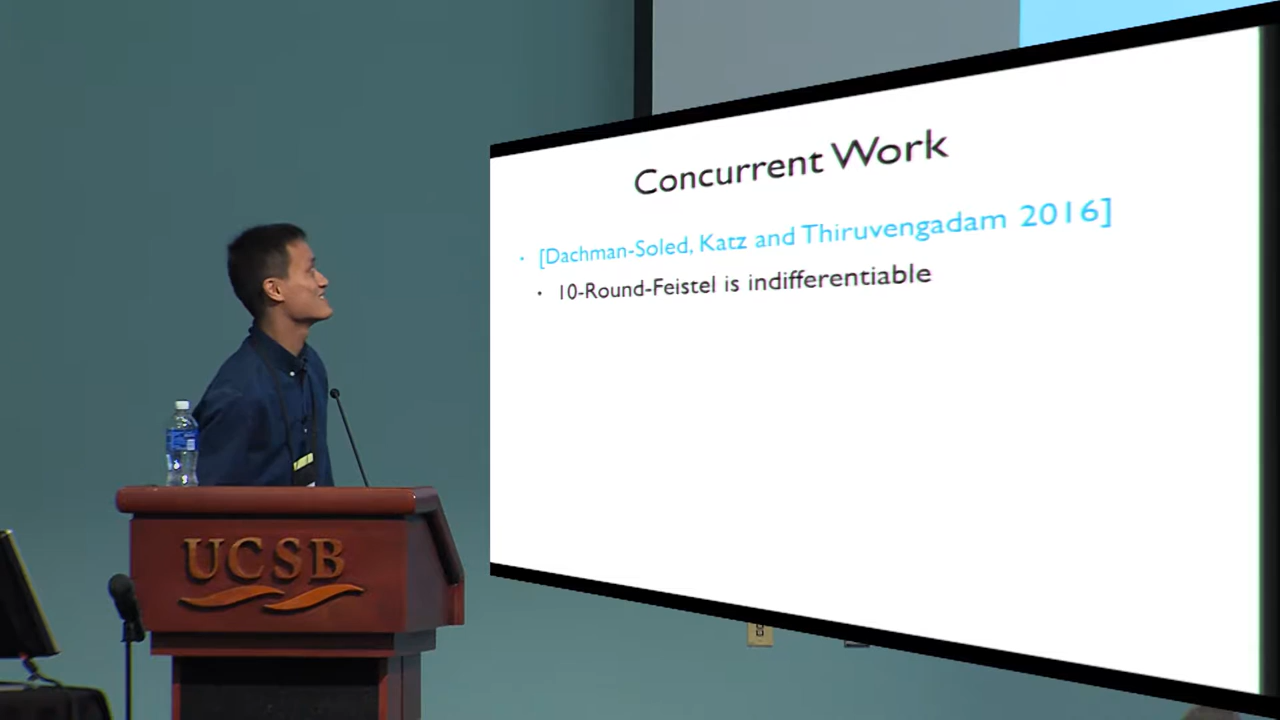 Concurrent Work
• [Dachman-Soled, Katz and Thiruvengadam 2016]
• 10-Round-Feistel is indifferentiable
UCSB